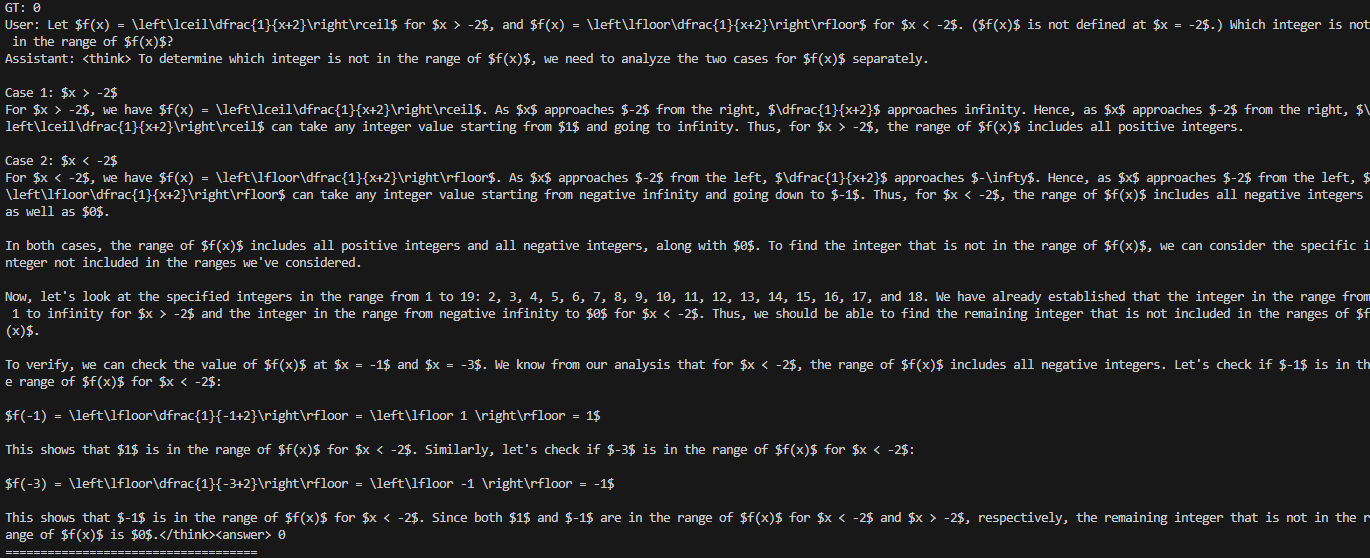 GT: 0
User: Let $f(x) = \left\lceil\dfrac{1}{x+2}\right\rceil$ for $x > -2$, and $f(x) = \left\lfloor\dfrac{1}{x+2}\right\rfloor$ for $x < -2$. ($f(x)$ is not defined at $x = -2$.) Which integer is not
 in the range of $f(x)$?
Assistant: <think> To determine which integer is not in the range of $f(x)$, we need to analyze the two cases for $f(x)$ separately.

Case 1: $x > -2$
For $x > -2$, we have $f(x) = \left\lceil\dfrac{1}{x+2}\right\rceil$. As $x$ approaches $-2$ from the right, $\dfrac{1}{x+2}$ approaches infinity. Hence, as $x$ approaches $-2$ from the right, $\
left\lceil\dfrac{1}{x+2}\right\rceil$ can take any integer value starting from $1$ and going to infinity. Thus, for $x > -2$, the range of $f(x)$ includes all positive integers.

Case 2: $x < -2$
For $x < -2$, we have $f(x) = \left\lfloor\dfrac{1}{x+2}\right\rfloor$. As $x$ approaches $-2$ from the left, $\dfrac{1}{x+2}$ approaches $-\infty$. Hence, as $x$ approaches $-2$ from the left, $
\left\lfloor\dfrac{1}{x+2}\right\rfloor$ can take any integer value starting from negative infinity and going down to $-1$. Thus, for $x < -2$, the range of $f(x)$ includes all negative integers
as well as $0$.

In both cases, the range of $f(x)$ includes all positive integers and all negative integers, along with $0$. To find the integer that is not in the range of $f(x)$, we can consider the specific i
nteger not included in the ranges we've considered.

Now, let's look at the specified integers in the range from 1 to 19: 2, 3, 4, 5, 6, 7, 8, 9, 10, 11, 12, 13, 14, 15, 16, 17, and 18. We have already established that the integer in the range from
 1 to infinity for $x > -2$ and the integer in the range from negative infinity to $0$ for $x < -2$. Thus, we should be able to find the remaining integer that is not included in the ranges of $f
(x)$.

To verify, we can check the value of $f(x)$ at $x = -1$ and $x = -3$. We know from our analysis that for $x < -2$, the range of $f(x)$ includes all negative integers. Let's check if $-1$ is in th
e range of $f(x)$ for $x < -2$:

$f(-1) = \left\lfloor\dfrac{1}{-1+2}\right\rfloor = \left\lfloor 1 \right\rfloor = 1$

This shows that $1$ is in the range of $f(x)$ for $x < -2$. Similarly, let's check if $-3$ is in the range of $f(x)$ for $x < -2$:

$f(-3) = \left\lfloor\dfrac{1}{-3+2}\right\rfloor = \left\lfloor -1 \right\rfloor = -1$

This shows that $-1$ is in the range of $f(x)$ for $x < -2$. Since both $1$ and $-1$ are in the range of $f(x)$ for $x < -2$ and $x > -2$, respectively, the remaining integer that is not in the r
ange of $f(x)$ is $0$.</think><answer> 0
====================================